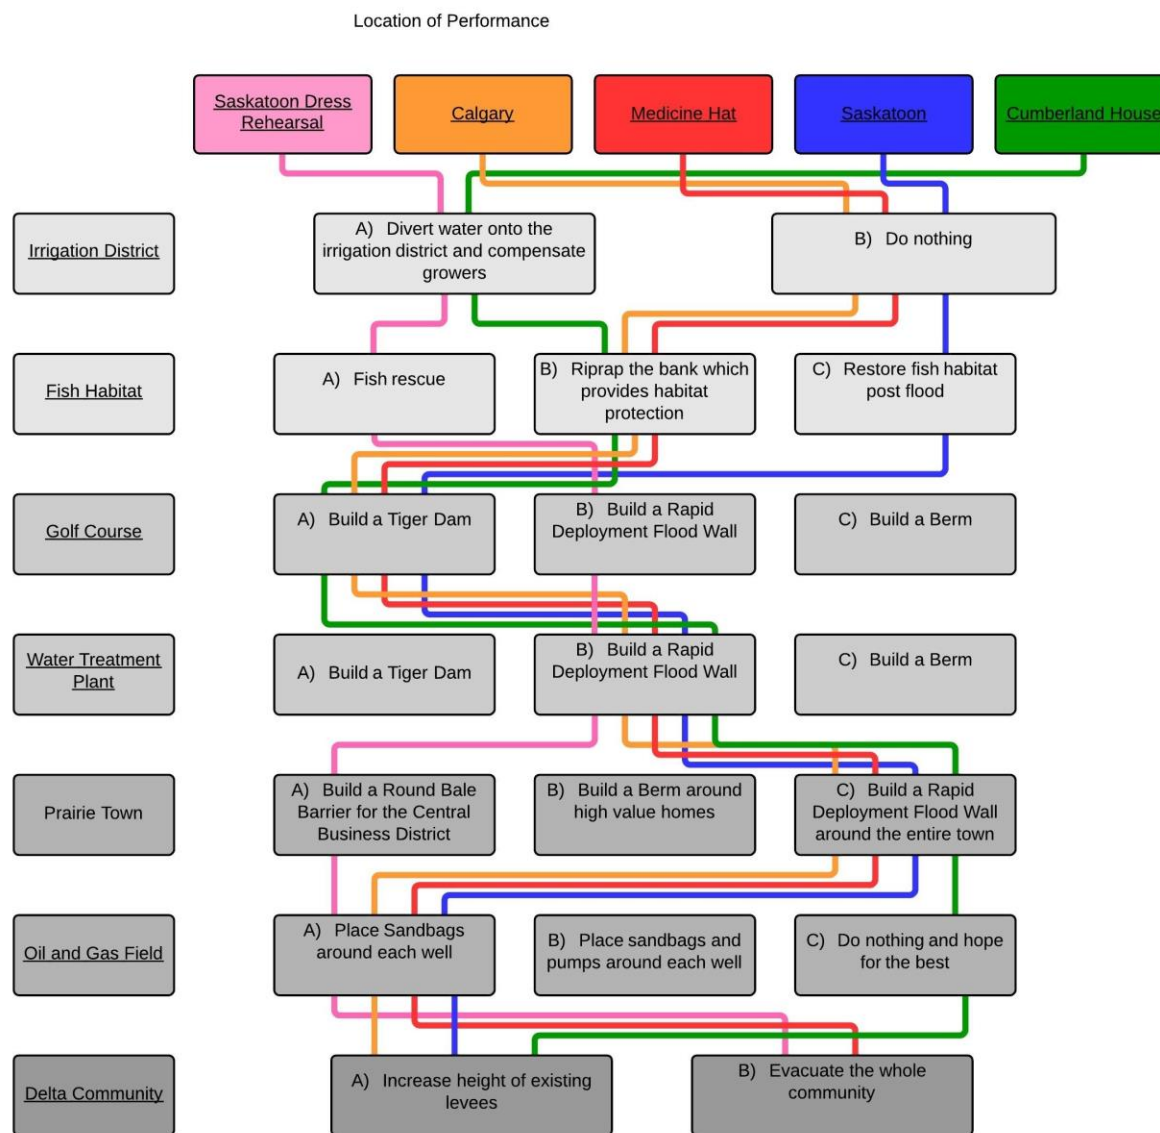 Location of Performance
Saskatoon Dress
Rehearsal
Calgary
Medicine Hat
Saskatoon
Cumberland House
Irrigation District
A) Divert water onto the
irrigation district and compensate
growers
B) Do nothing
Fish Habitat
A) Fish rescue
B) Riprap the bank which
provides habitat
protection
C) Restore fish habitat
post flood
Golf Course
A) Build a Tiger Dam
B) Build a Rapid
Deployment Flood Wall
C) Build a Berm
Water Treatment
Plant
A) Build a Tiger Dam
B) Build a Rapid
Deployment Flood Wall
C) Build a Berm
Prairie Town
A) Build a Round Bale
Barrier for the Central
Business District
B) Build a Berm around
high value homes
C) Build a Rapid
Deployment Flood Wall
around the entire town
Oil and Gas Field
A) Place Sandbags
around each well
B) Place sandbags and
pumps around each well
C) Do nothing and hope
for the best
Delta Community
A) Increase height of existing
levees
B) Evacuate the whole
community